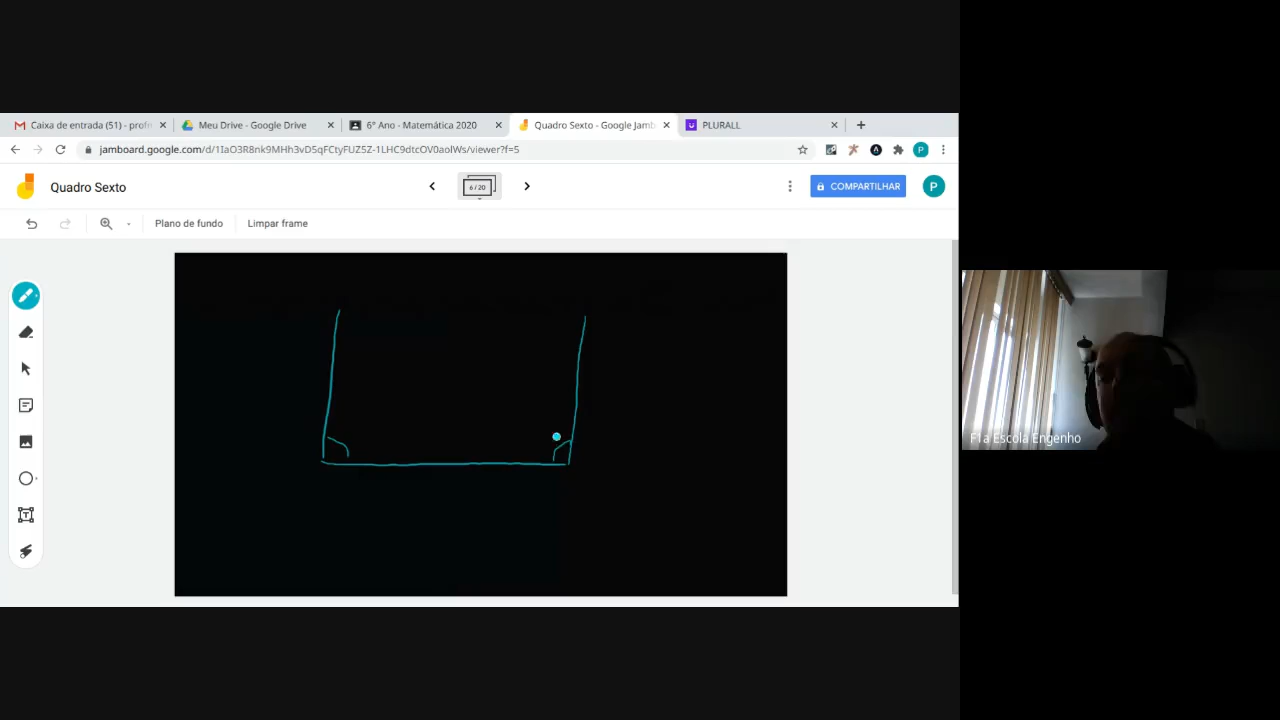 Caixa de entrada (51) - profm
Meu Drive - Google Drive
6º Ano - Matemática 2020
Quadro Sexto - Google Jamb
PLURALL
jamboard.google.com/d/1IaO3R8nk9MHh3vD5qFCtyFUZ5Z-1LHC9dtcOV0aolWs/viewer?f=5
Quadro Sexto
6 / 20
COMPARTILHAR
P
Plano de fundo
Limpar frame
F1a Escola Engenho